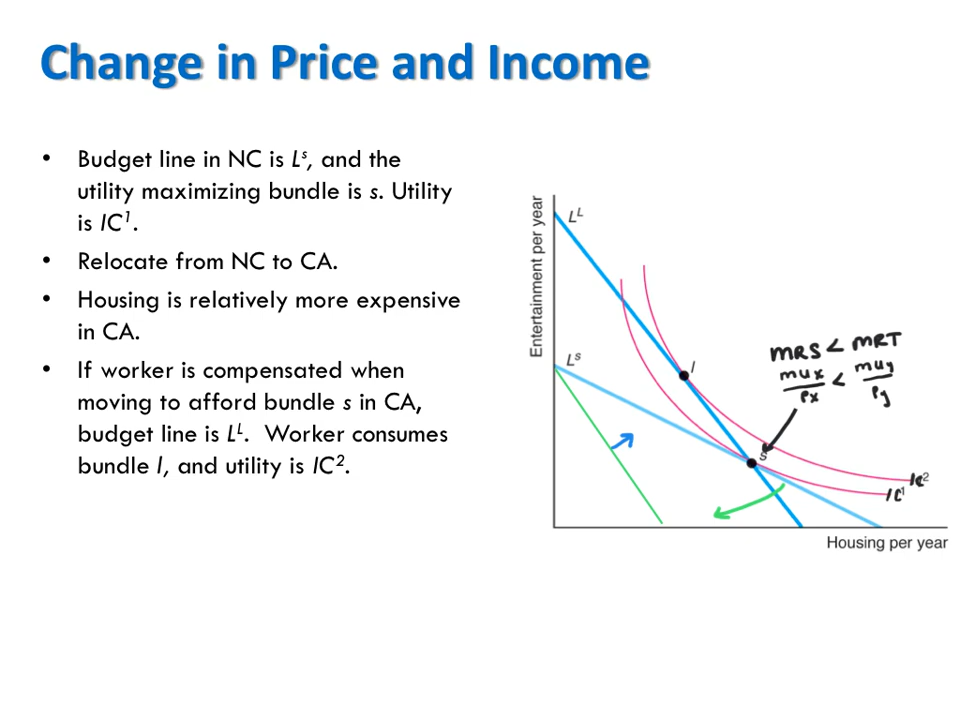 Change in Price and Income
• Budget line in NC is Lˢ, and the
utility maximizing bundle is s. Utility
is IC¹.
• Relocate from NC to CA.
• Housing is relatively more expensive
in CA.
• If worker is compensated when
moving to afford bundle s in CA,
budget line is Lᴸ. Worker consumes
bundle l, and utility is IC².
Entertainment per year
Lᴸ
Lˢ
l
s
MRS < MRT
MUx/Px < MUy/Py
IC²
IC¹
Housing per year